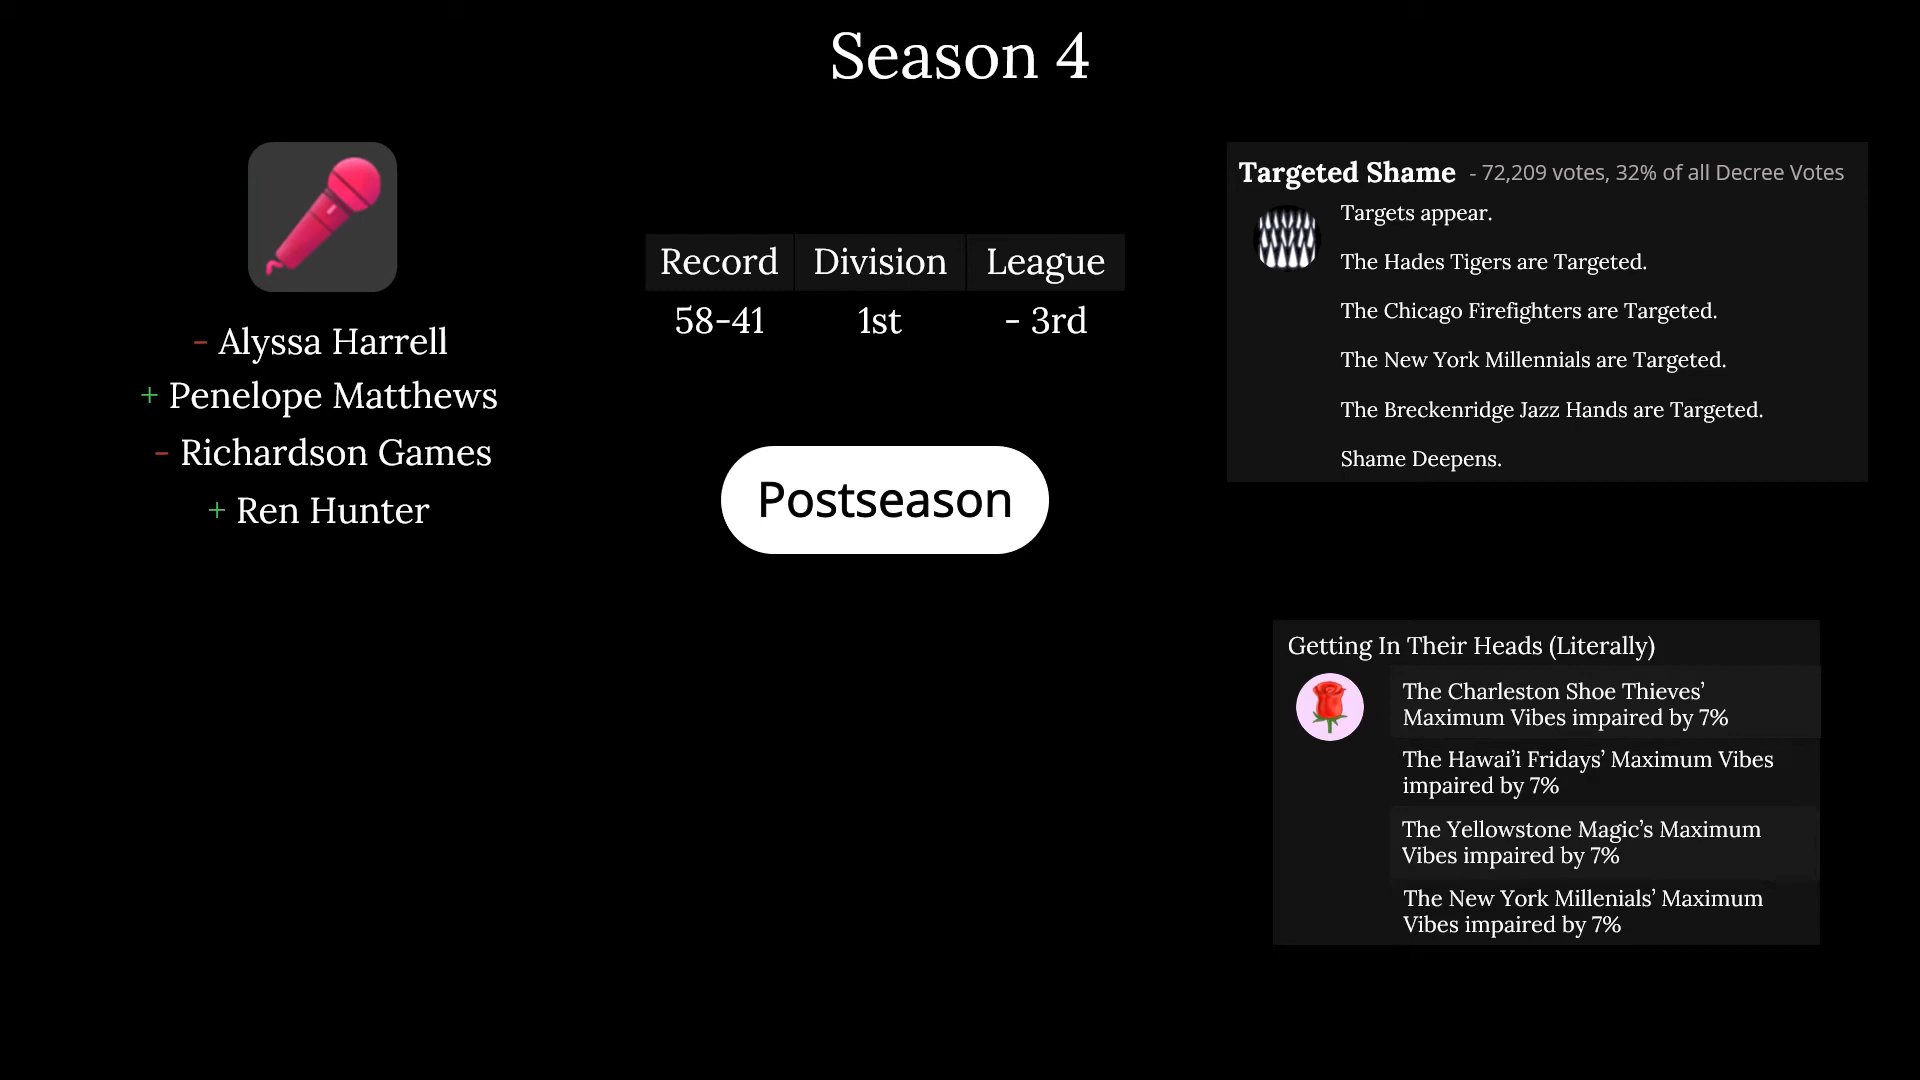 Season 4
- Alyssa Harrell
+ Penelope Matthews
- Richardson Games
+ Ren Hunter
Record Division League
58-41 1st - 3rd
Postseason
Targeted Shame - 72,209 votes, 32% of all Decree Votes
Targets appear.
The Hades Tigers are Targeted.
The Chicago Firefighters are Targeted.
The New York Millennials are Targeted.
The Breckenridge Jazz Hands are Targeted.
Shame Deepens.
Getting In Their Heads (Literally)
The Charleston Shoe Thieves’
Maximum Vibes impaired by 7%
The Hawai’i Fridays’ Maximum Vibes
impaired by 7%
The Yellowstone Magic’s Maximum
Vibes impaired by 7%
The New York Millenials’ Maximum
Vibes impaired by 7%